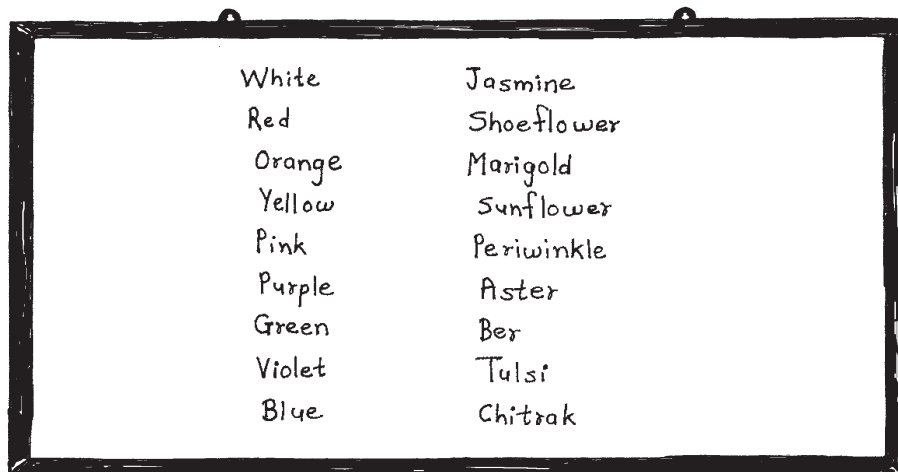 White Jasmine
Red Shoeflower
Orange Marigold
Yellow Sunflower
Pink Periwinkle
Purple Aster
Green Ber
Violet Tulsi
Blue Chitrak